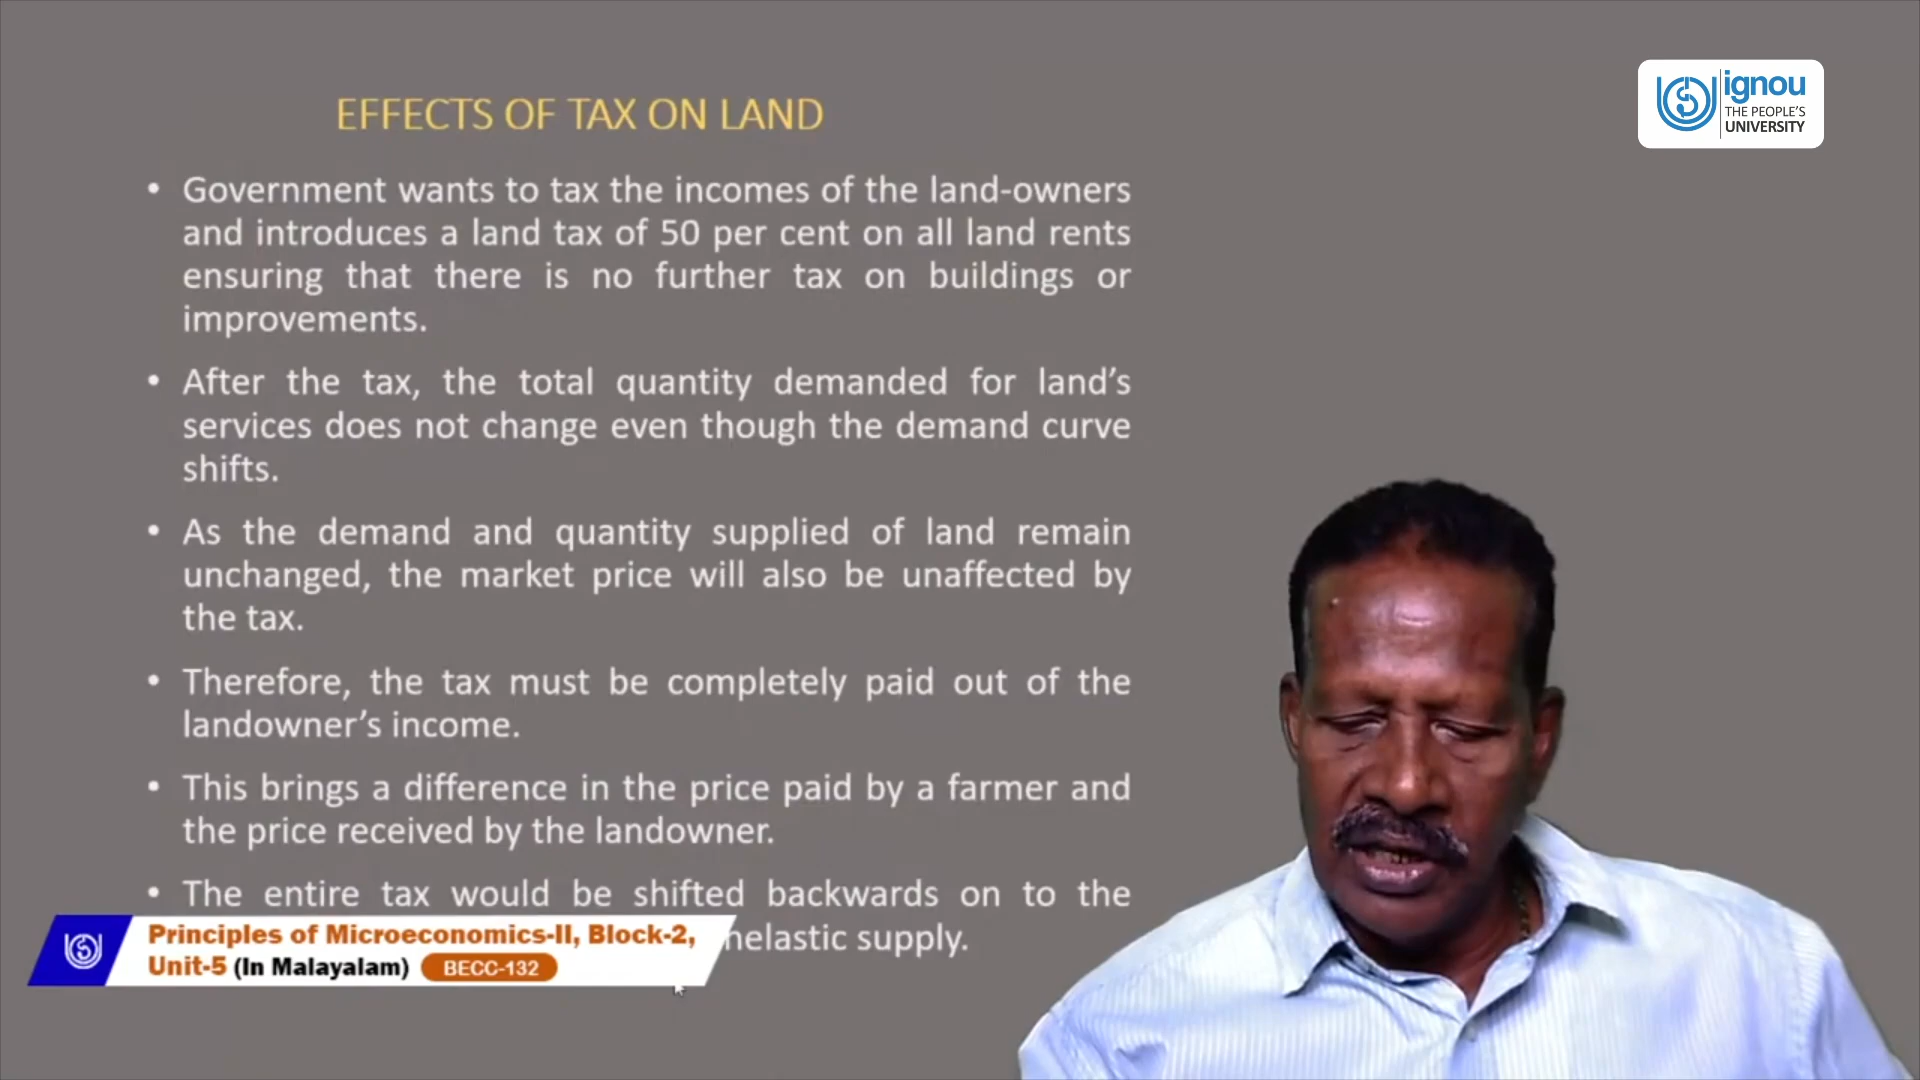 EFFECTS OF TAX ON LAND
ignou
THE PEOPLE'S
UNIVERSITY
• Government wants to tax the incomes of the land-owners
and introduces a land tax of 50 per cent on all land rents
ensuring that there is no further tax on buildings or
improvements.
• After the tax, the total quantity demanded for land's
services does not change even though the demand curve
shifts.
• As the demand and quantity supplied of land remain
unchanged, the market price will also be unaffected by
the tax.
• Therefore, the tax must be completely paid out of the
landowner's income.
• This brings a difference in the price paid by a farmer and
the price received by the landowner.
• The entire tax would be shifted backwards on to the
nelastic supply.
Principles of Microeconomics-II, Block-2,
Unit-5 (In Malayalam) BECC-132